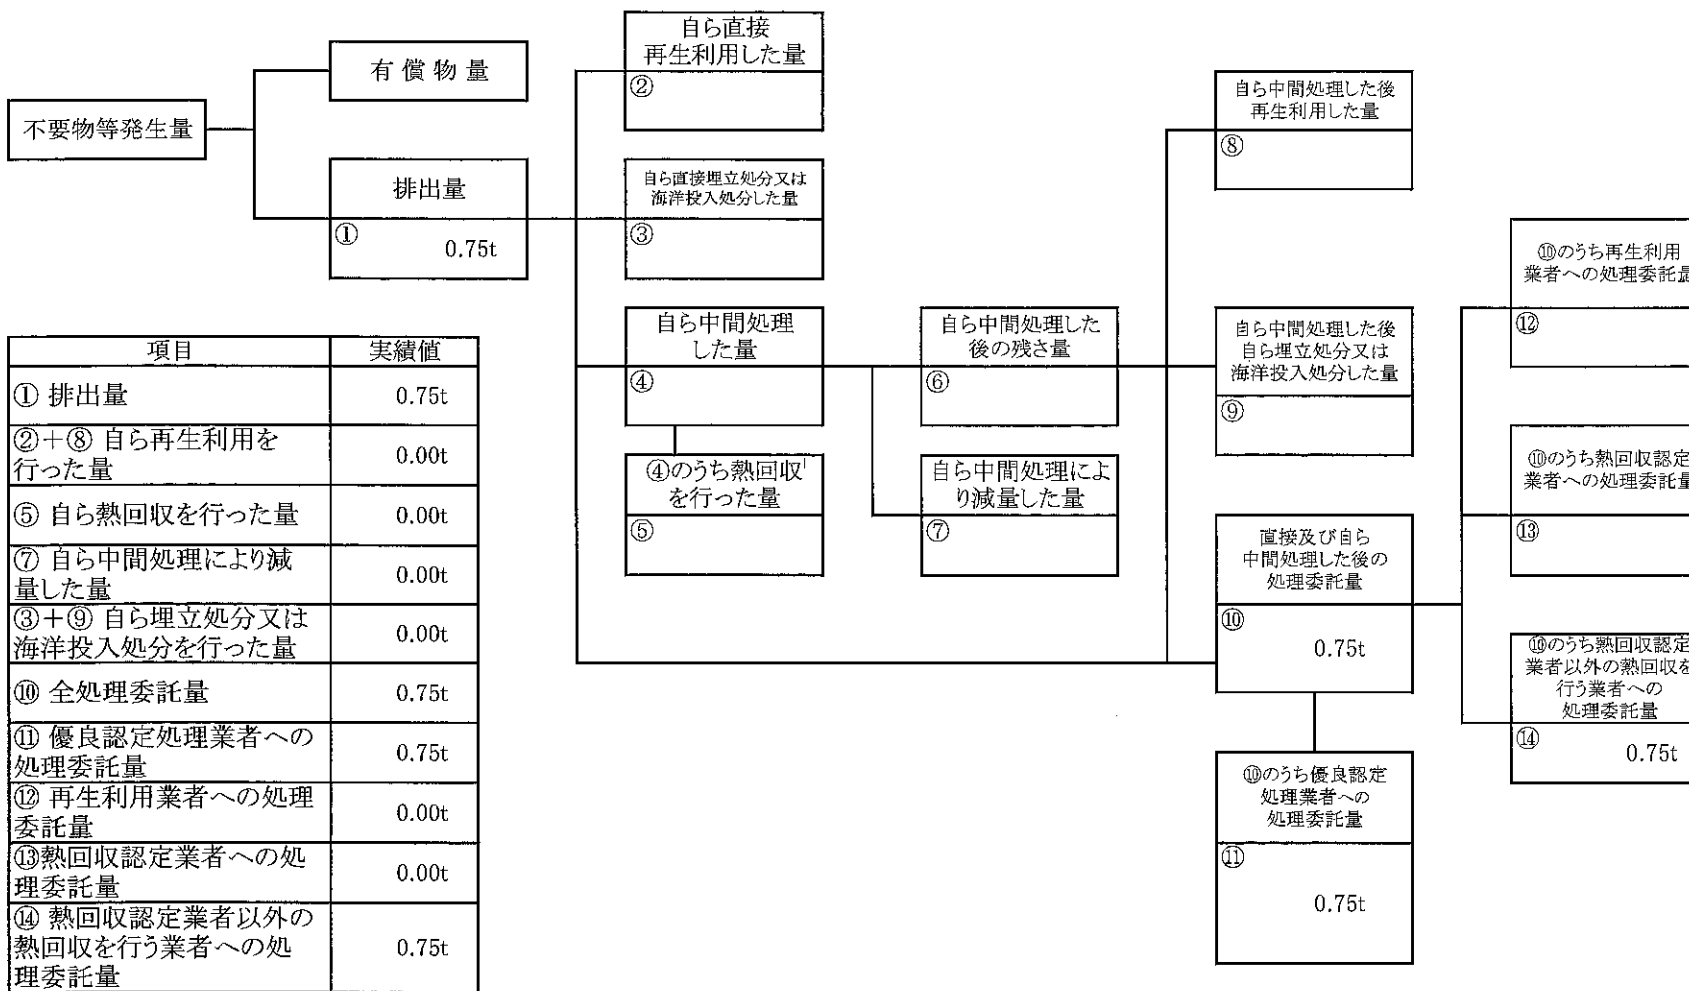 不要物等発生量
有償物量
排出量
①
0.75t
自ら直接
再生利用した量
②
自ら直接埋立処分又は
海洋投入処分した量
③
自ら中間処理
した量
④
④のうち熱回収
を行った量
⑤
自ら中間処理した
後の残さ量
⑥
自ら中間処理によ
り減量した量
⑦
自ら中間処理した後
再生利用した量
⑧
自ら中間処理した後
自ら埋立処分又は
海洋投入処分した量
⑨
直接及び自ら
中間処理した後の
処理委託量
⑩
0.75t
⑩のうち優良認定
処理業者への
処理委託量
⑪
0.75t
⑩のうち再生利用
業者への処理委託量
⑫
⑩のうち熱回収認定
業者への処理委託量
⑬
⑩のうち熱回収認定
業者以外の熱回収を
行う業者への
処理委託量
⑭
0.75t
項目 実績値
① 排出量 0.75t
②+⑧ 自ら再生利用を
行った量 0.00t
⑤ 自ら熱回収を行った量 0.00t
⑦ 自ら中間処理により減
量した量 0.00t
③+⑨ 自ら埋立処分又は
海洋投入処分を行った量 0.00t
⑩ 全処理委託量 0.75t
⑪ 優良認定処理業者への
処理委託量 0.75t
⑫ 再生利用業者への処理
委託量 0.00t
⑬熱回収認定業者への処
理委託量 0.00t
⑭ 熱回収認定業者以外の
熱回収を行う業者への処
理委託量 0.75t